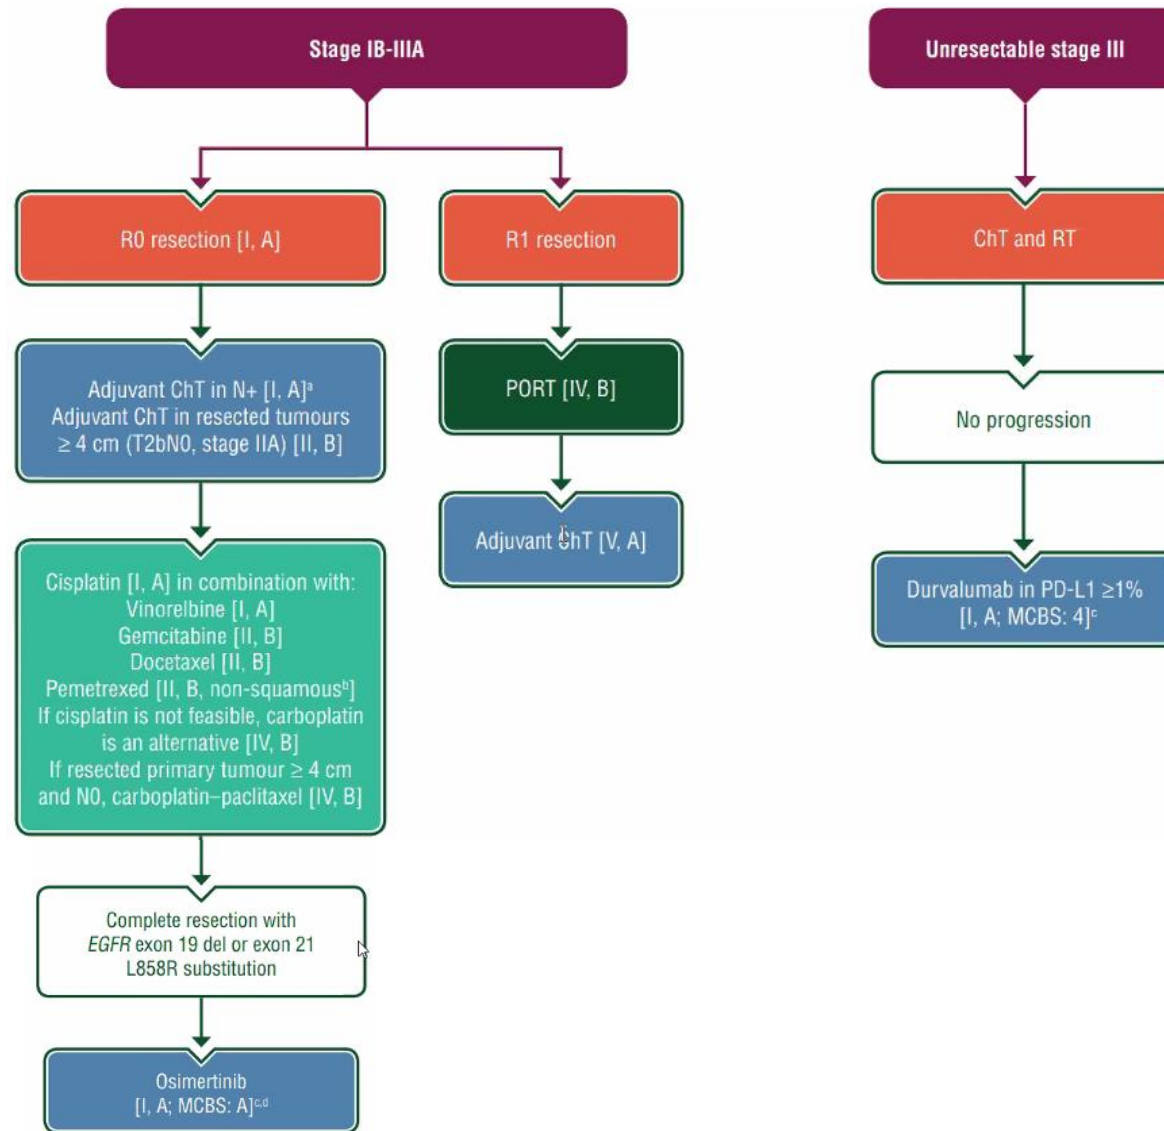 Stage IB-IIIA
R0 resection [I, A]
Adjuvant ChT in N+ [I, A]ᵃ
Adjuvant ChT in resected tumours
≥ 4 cm (T2bN0, stage IIA) [II, B]
Cisplatin [I, A] in combination with:
Vinorelbine [I, A]
Gemcitabine [II, B]
Docetaxel [II, B]
Pemetrexed [II, B, non-squamousᵇ]
If cisplatin is not feasible, carboplatin
is an alternative [IV, B]
If resected primary tumour ≥ 4 cm
and N0, carboplatin–paclitaxel [IV, B]
Complete resection with
EGFR exon 19 del or exon 21
L858R substitution
Osimertinib
[I, A; MCBS: A]ᶜ,ᵈ
R1 resection
PORT [IV, B]
Adjuvant ChT [V, A]
Unresectable stage III
ChT and RT
No progression
Durvalumab in PD-L1 ≥1%
[I, A; MCBS: 4]ᶜ